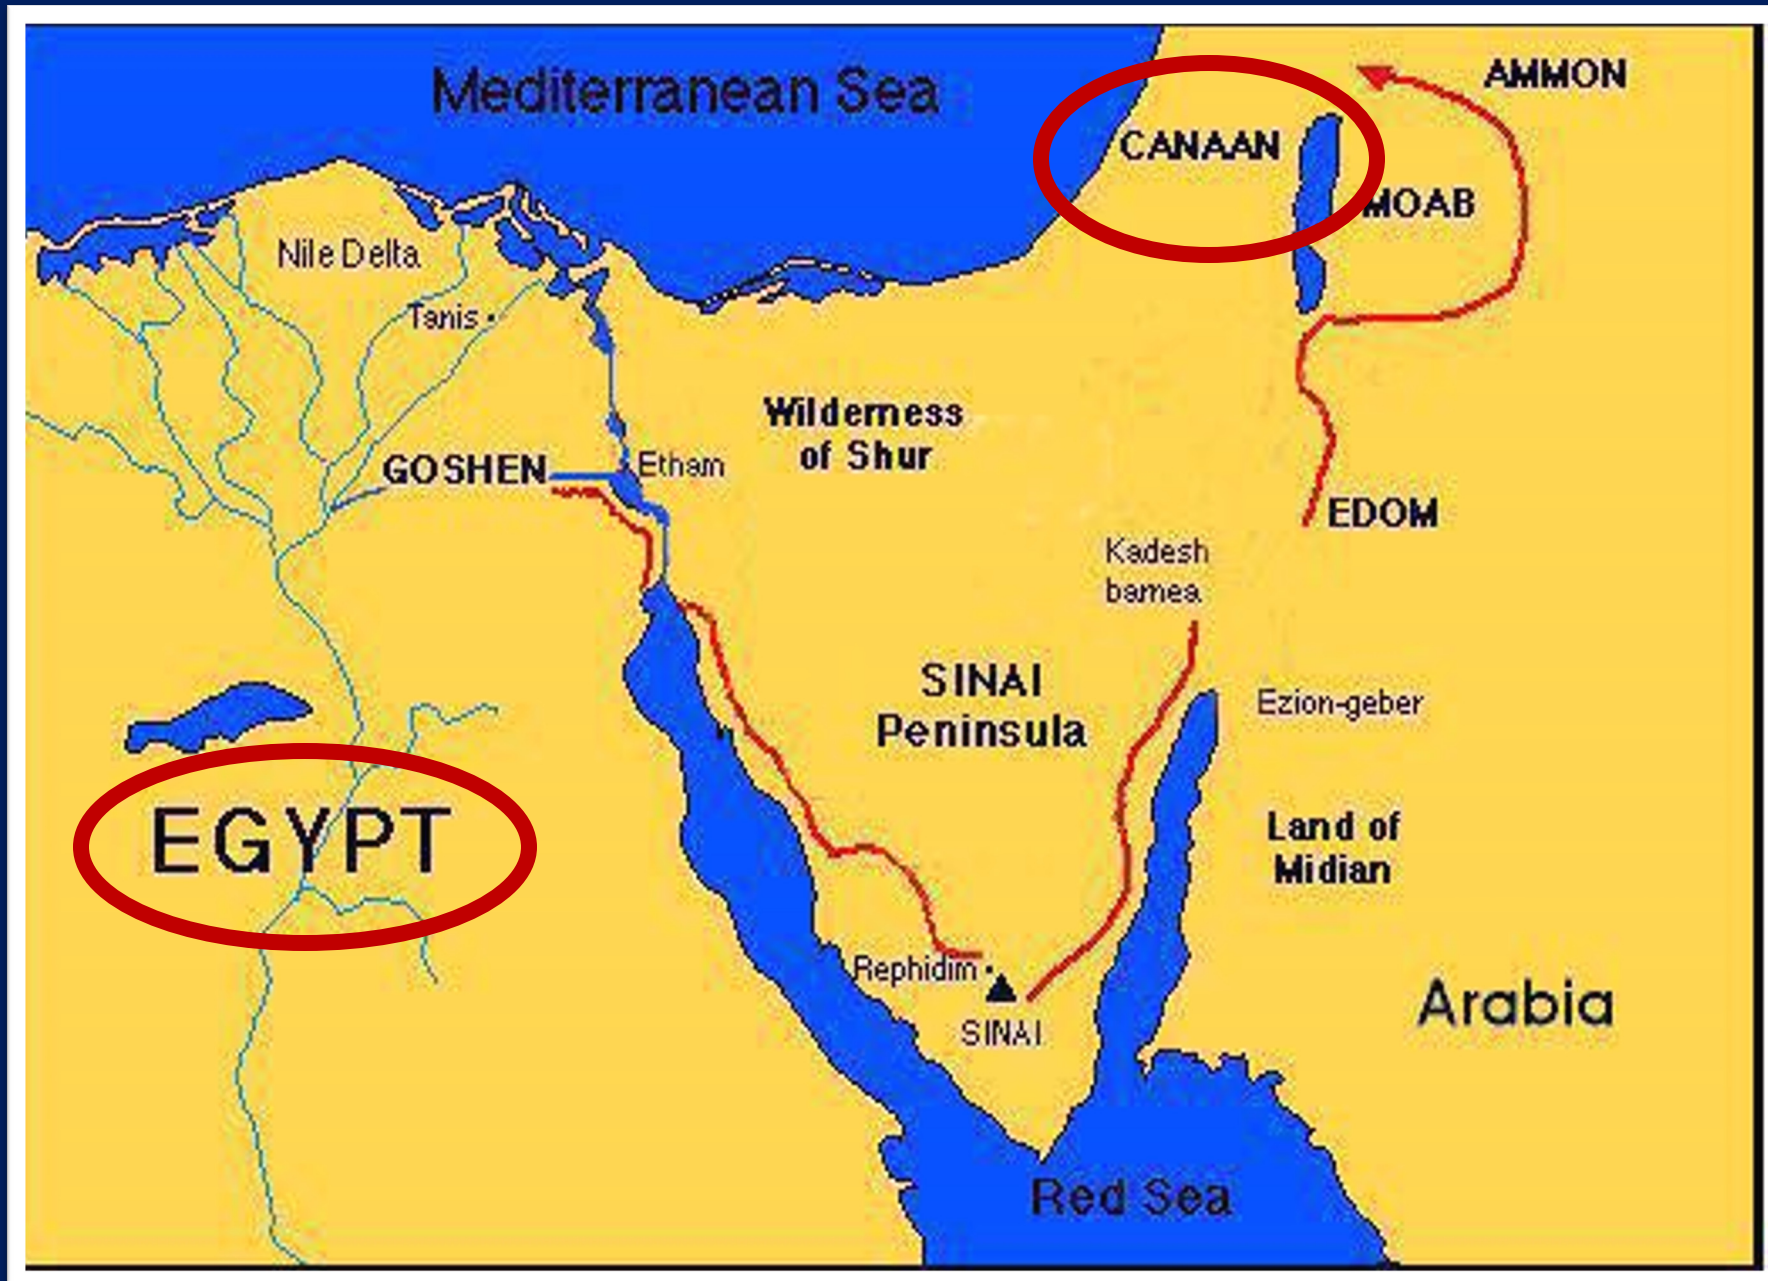 Mediterranean Sea
AMMON
CANAAN
MOAB
Nile Delta
Tanis
Wilderness
of Shur
GOSHEN
Etham
EDOM
Kadesh
barnea
SINAI
Peninsula
Ezion-geber
EGYPT
Land of
Midian
Rephidim
Arabia
SINAI
Red Sea